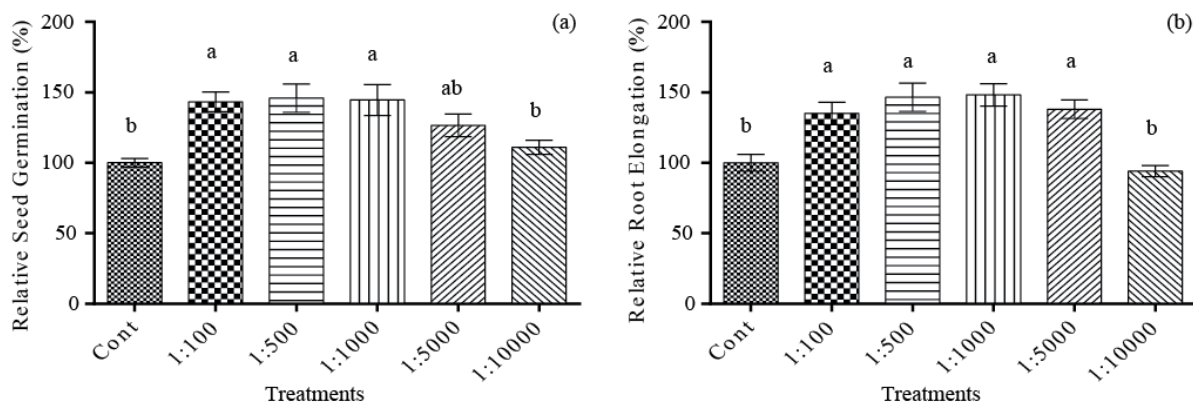 (a)
Relative Seed Germination (%)
200
150
100
50
0
b
a
a
a
ab
b
Cont
1:100
1:500
1:1000
1:5000
1:10000
Treatments
(b)
Relative Root Elongation (%)
200
150
100
50
0
b
a
a
a
a
b
Cont
1:100
1:500
1:1000
1:5000
1:10000
Treatments